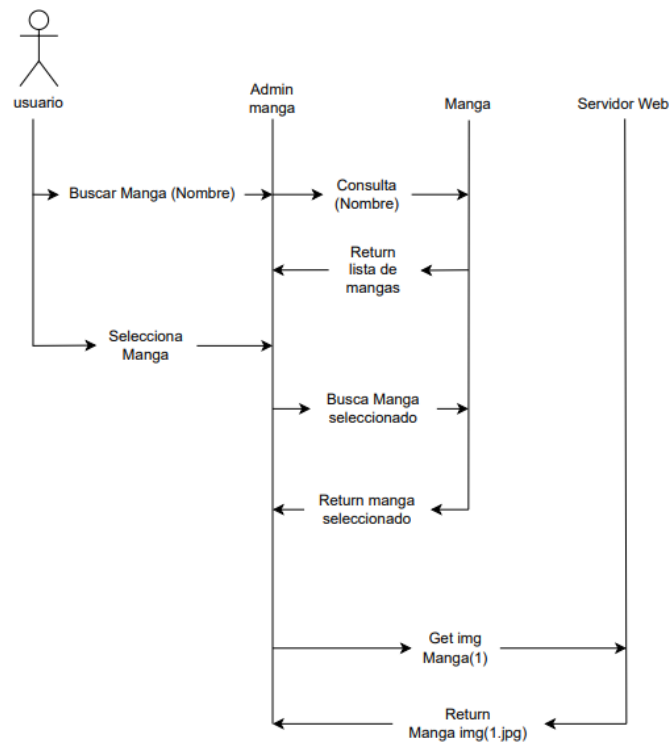 usuario
Admin
manga
Manga
Servidor Web
Buscar Manga (Nombre)
Consulta
(Nombre)
Return
lista de
mangas
Selecciona
Manga
Busca Manga
seleccionado
Return manga
seleccionado
Get img
Manga(1)
Return
Manga img(1.jpg)